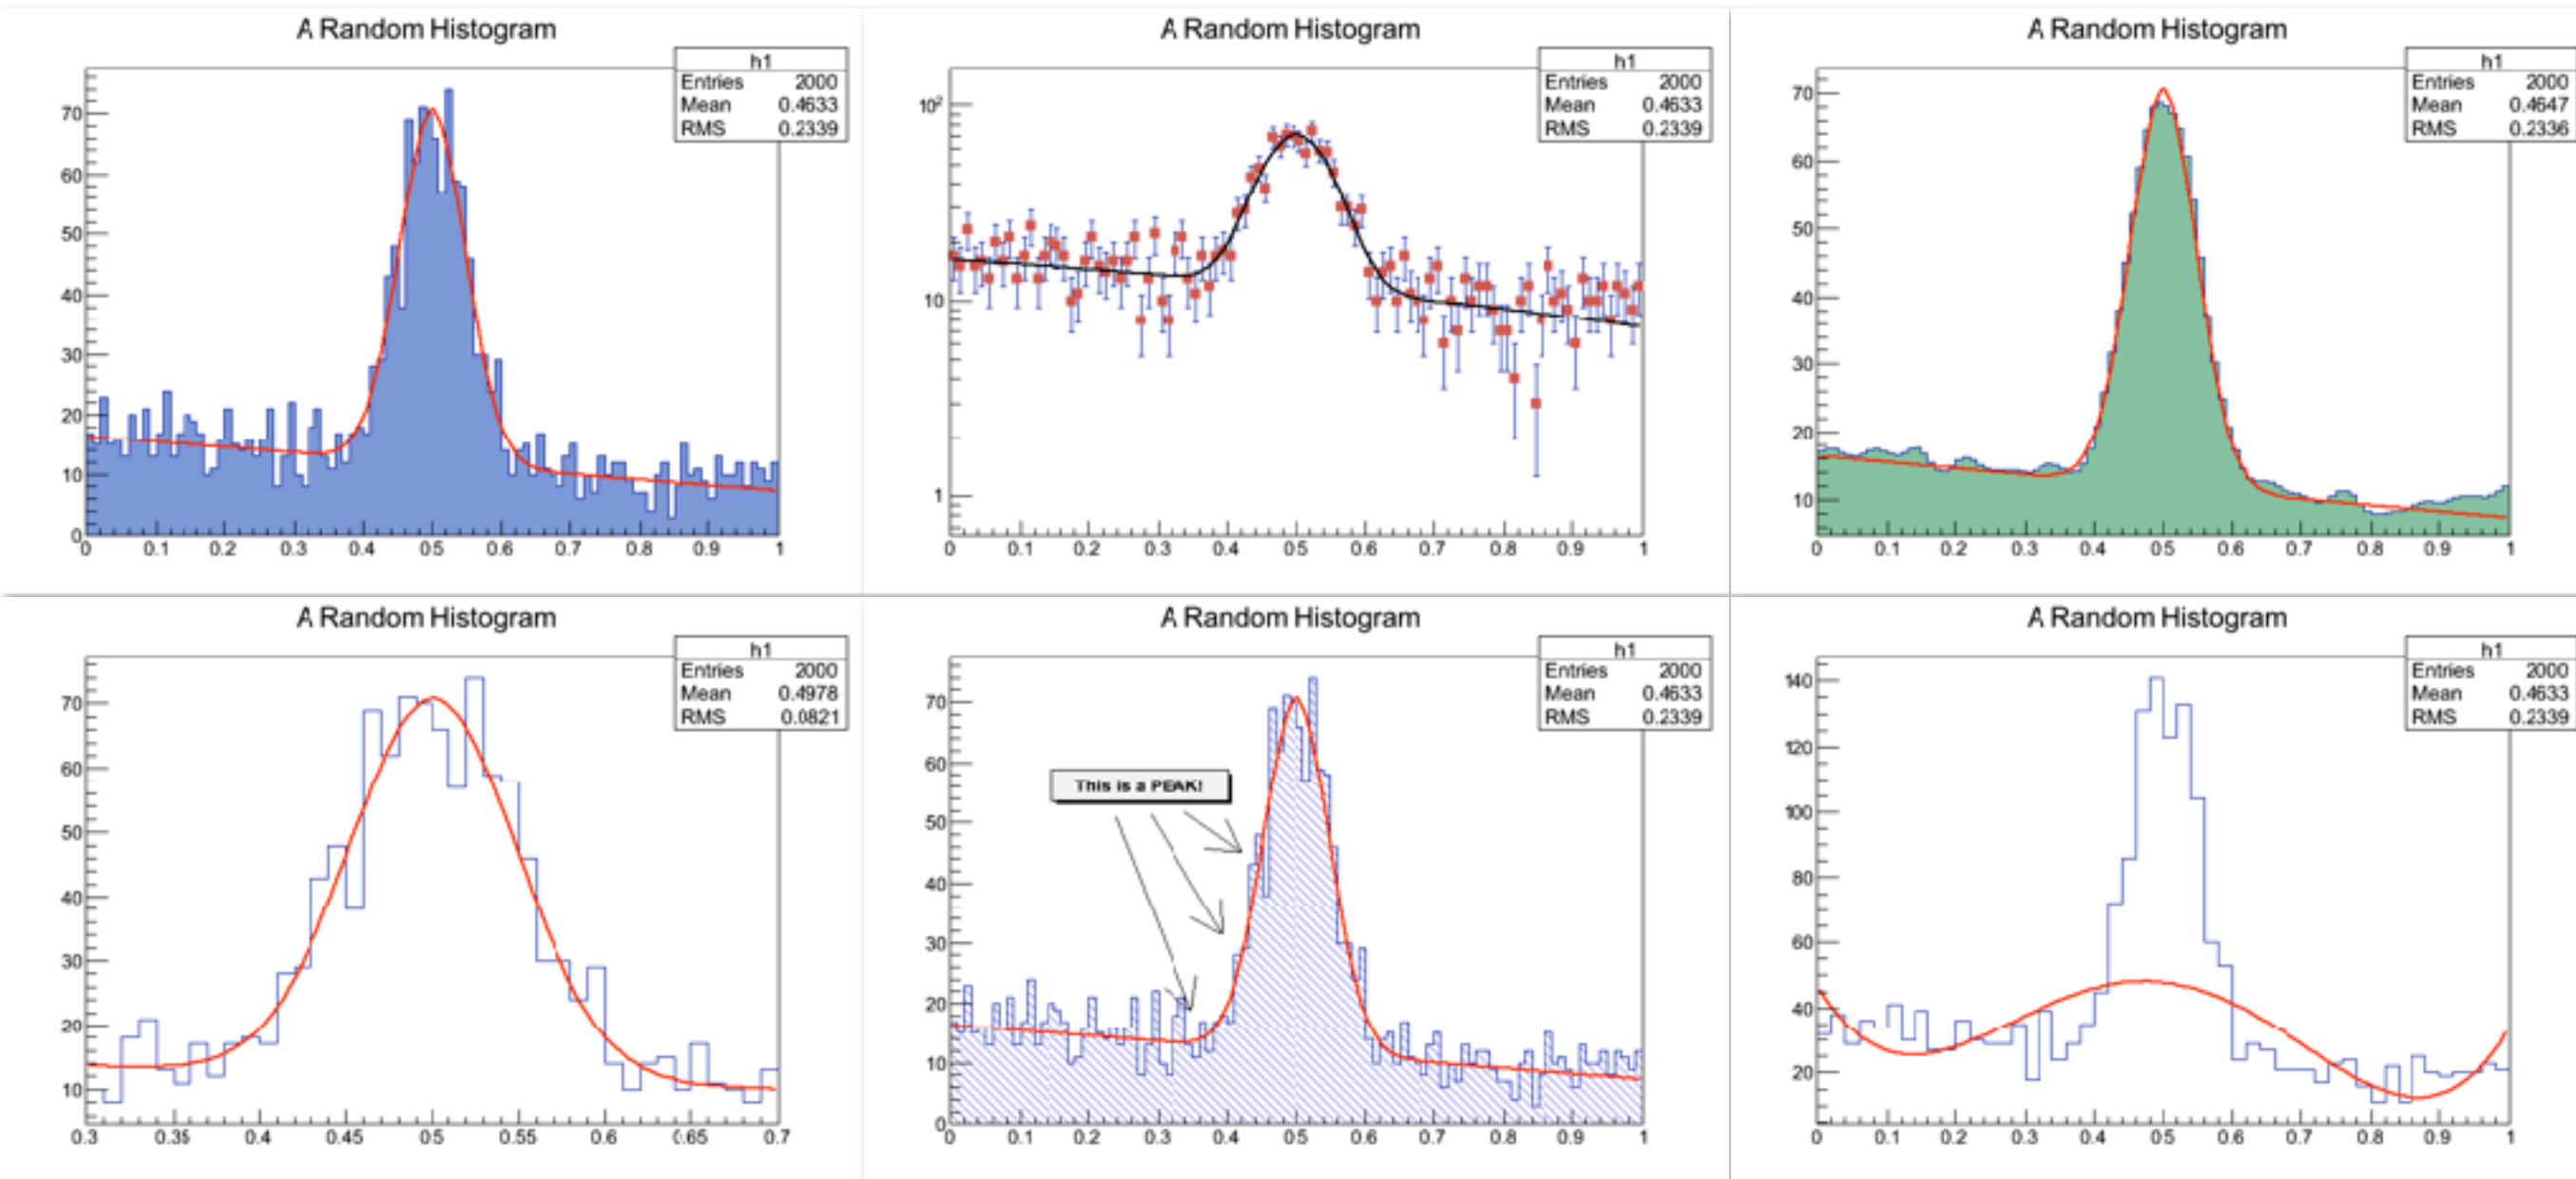 A Random Histogram
h1
Entries 2000
Mean 0.4633
RMS 0.2339
70
60
50
40
30
20
10
0
0 0.1 0.2 0.3 0.4 0.5 0.6 0.7 0.8 0.9 1
A Random Histogram
h1
Entries 2000
Mean 0.4633
RMS 0.2339
10²
10
1
0 0.1 0.2 0.3 0.4 0.5 0.6 0.7 0.8 0.9 1
A Random Histogram
h1
Entries 2000
Mean 0.4647
RMS 0.2336
70
60
50
40
30
20
10
0 0.1 0.2 0.3 0.4 0.5 0.6 0.7 0.8 0.9 1
A Random Histogram
h1
Entries 2000
Mean 0.4978
RMS 0.0821
70
60
50
40
30
20
10
0.3 0.35 0.4 0.45 0.5 0.55 0.6 0.65 0.7
A Random Histogram
h1
Entries 2000
Mean 0.4633
RMS 0.2339
This is a PEAK!
70
60
50
40
30
20
10
0
0 0.1 0.2 0.3 0.4 0.5 0.6 0.7 0.8 0.9 1
A Random Histogram
h1
Entries 2000
Mean 0.4633
RMS 0.2339
140
120
100
80
60
40
20
0 0.1 0.2 0.3 0.4 0.5 0.6 0.7 0.8 0.9 1